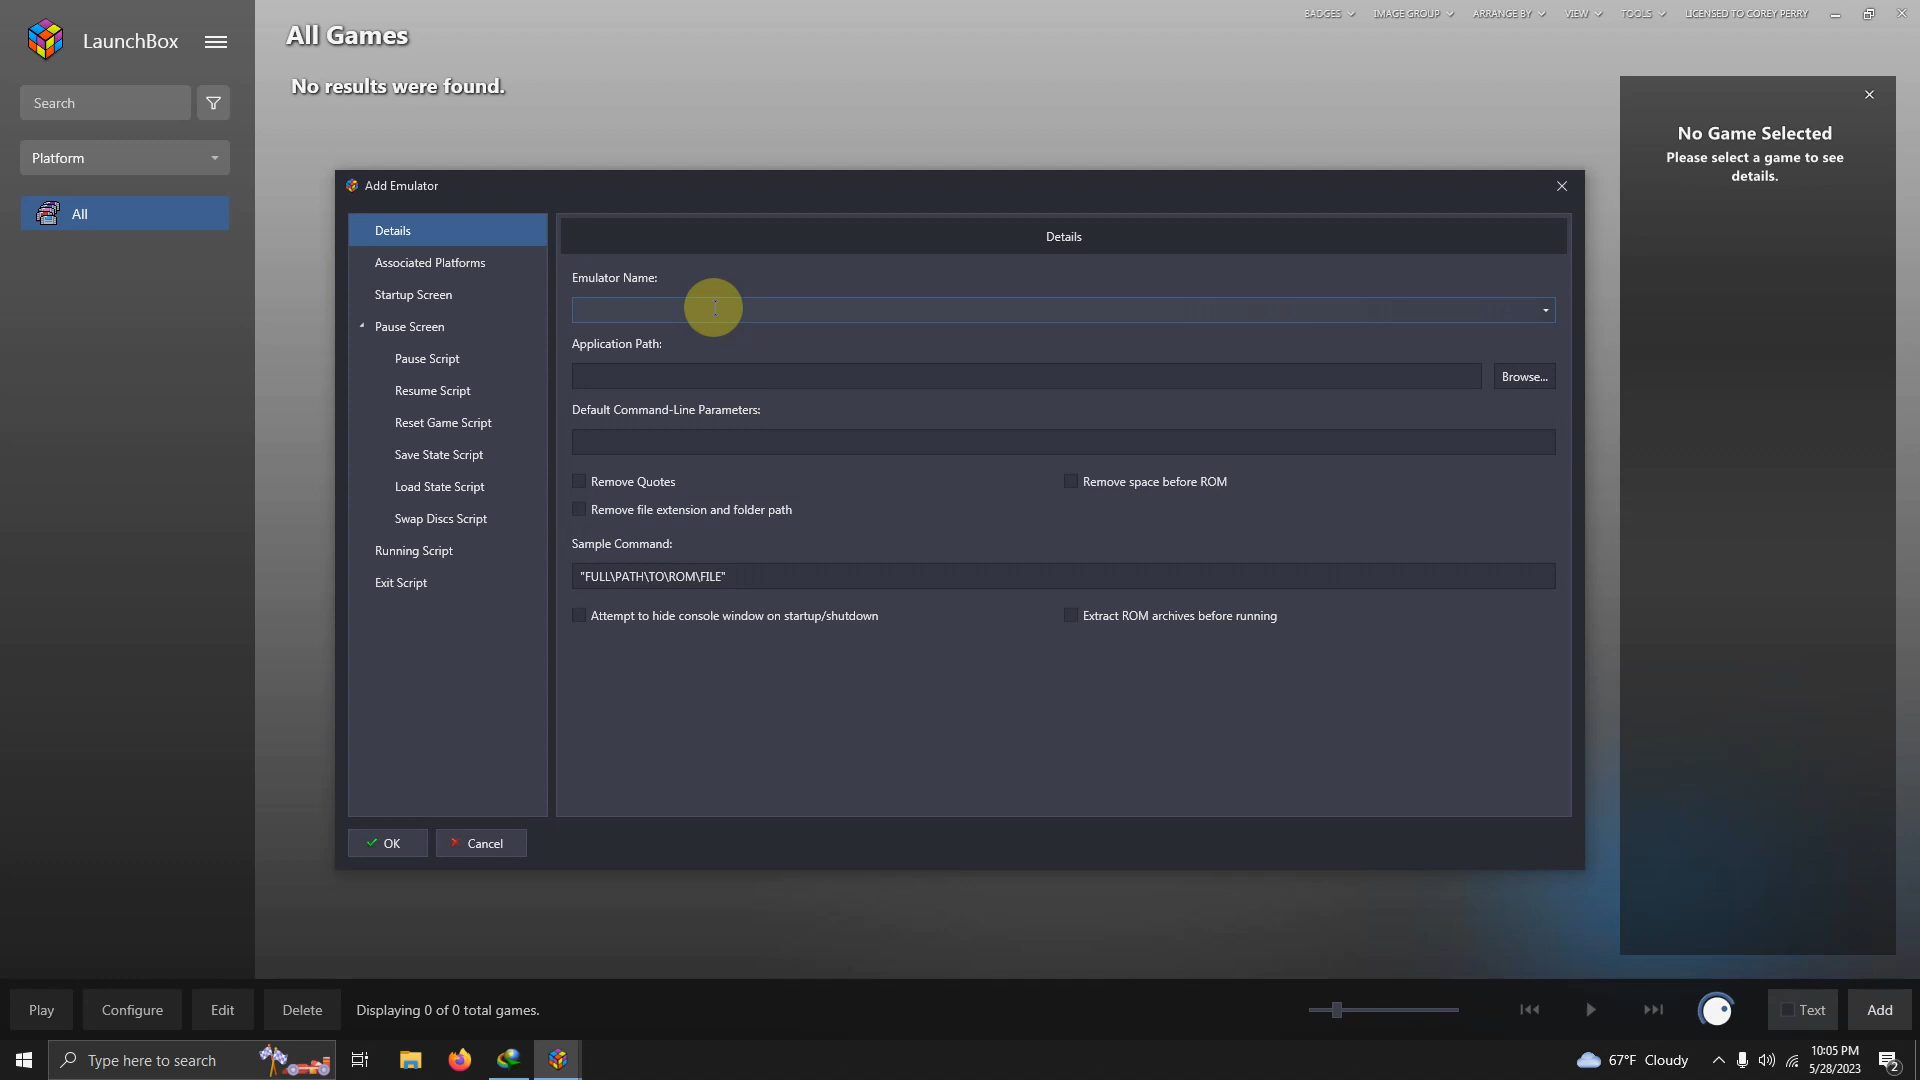 LaunchBox
Search
Platform
All
All Games
No results were found.
BADGES
IMAGE GROUP
ARRANGE BY
VIEW
TOOLS
LICENSED TO COREY PERRY
No Game Selected
Please select a game to see
details.
Add Emulator
Details
Associated Platforms
Startup Screen
Pause Screen
Pause Script
Resume Script
Reset Game Script
Save State Script
Load State Script
Swap Discs Script
Running Script
Exit Script
Details
Emulator Name:
Application Path:
Browse...
Default Command-Line Parameters:
Remove Quotes
Remove space before ROM
Remove file extension and folder path
Sample Command:
"FULL\PATH\TO\ROM\FILE"
Attempt to hide console window on startup/shutdown
Extract ROM archives before running
OK
Cancel
Play
Configure
Edit
Delete
Displaying 0 of 0 total games.
Text
Add
Type here to search
67°F Cloudy
10:05 PM
5/28/2023
2